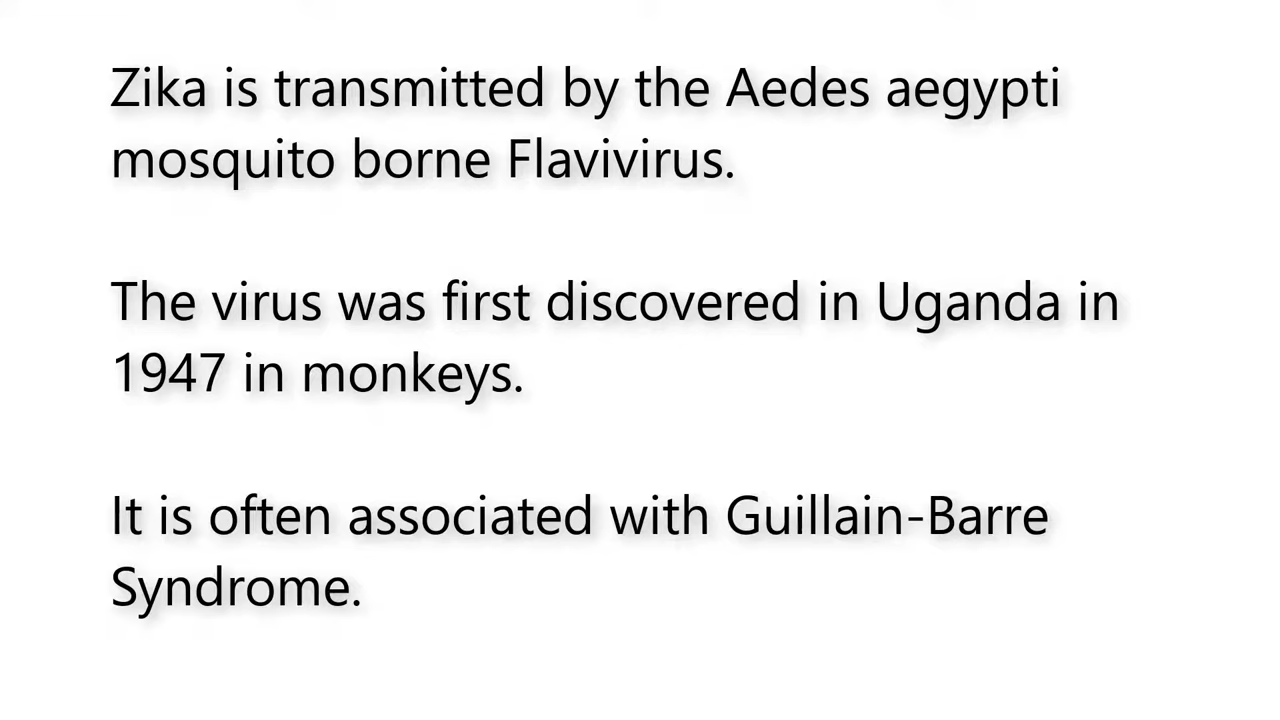 Zika is transmitted by the Aedes aegypti
mosquito borne Flavivirus.
The virus was first discovered in Uganda in
1947 in monkeys.
It is often associated with Guillain-Barre
Syndrome.